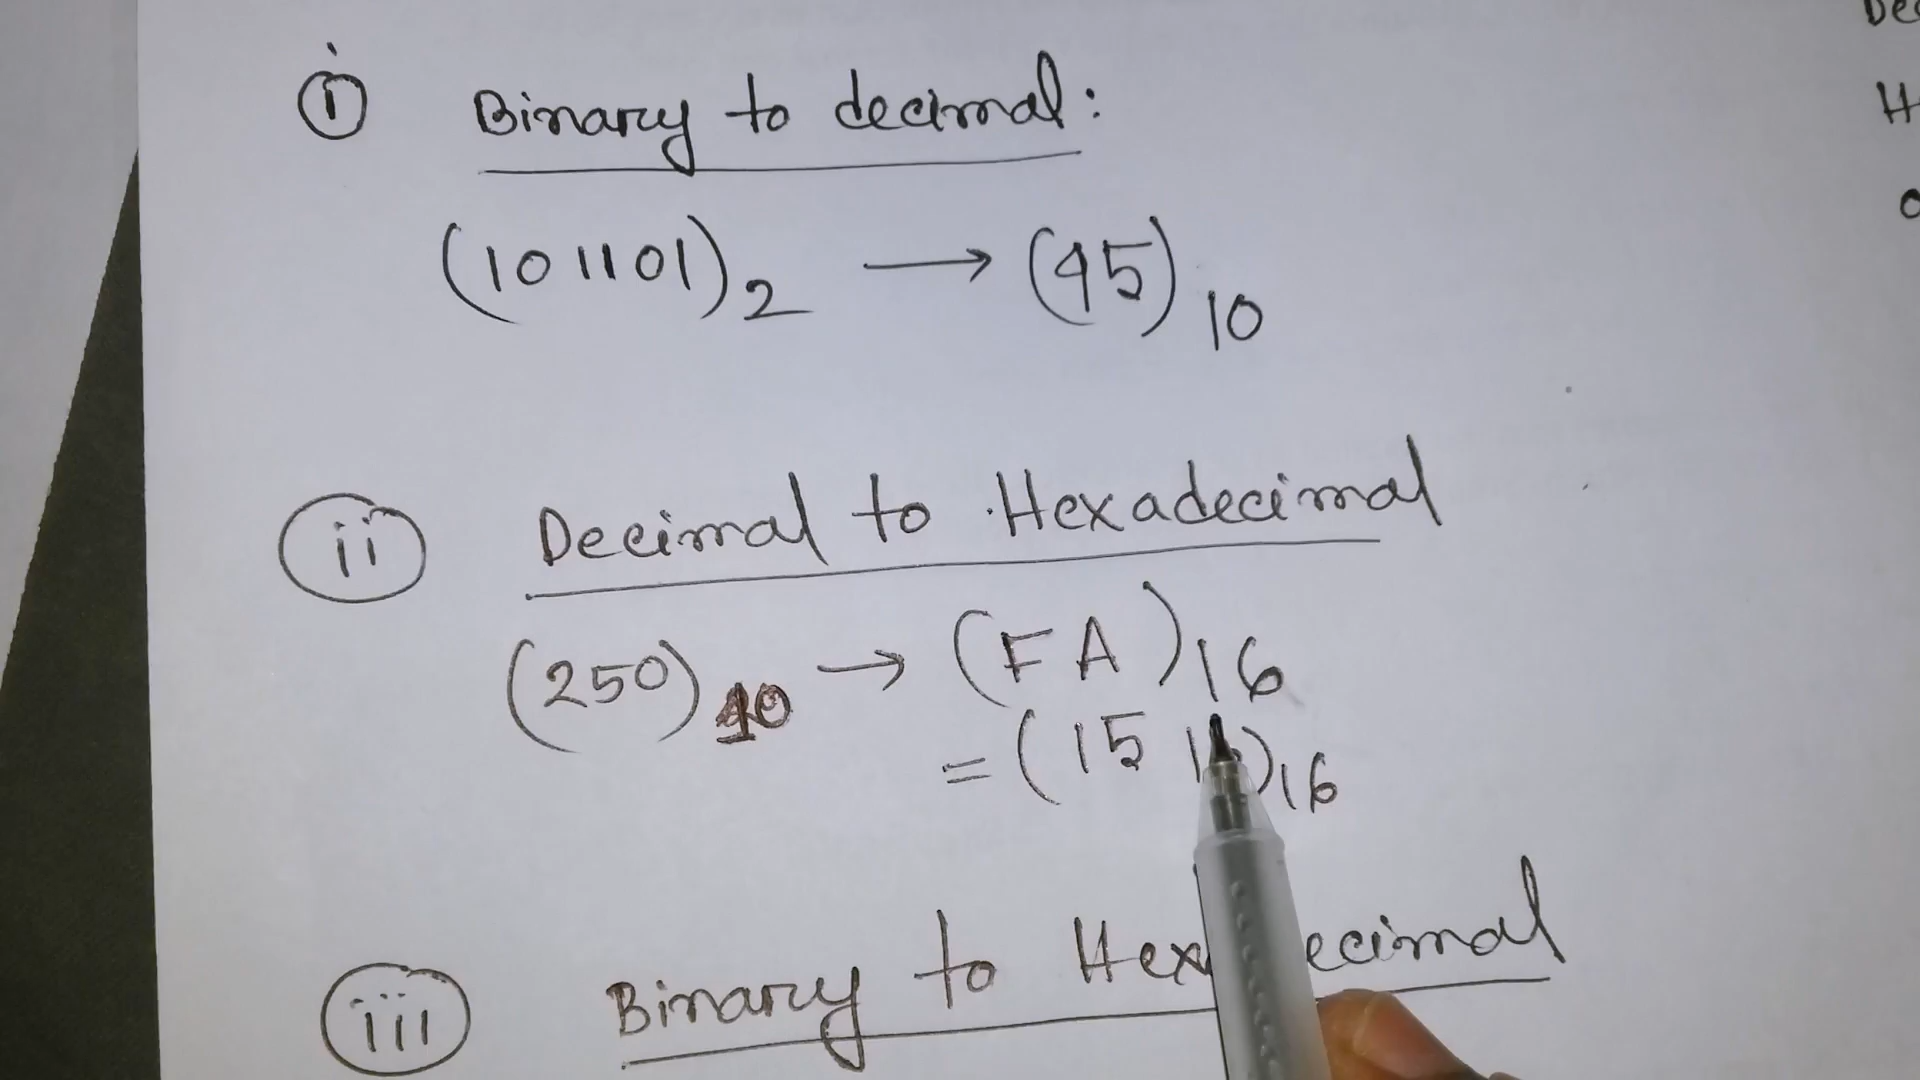 i Binary to decimal:
(101101)2 → (45)10
ii Decimal to Hexadecimal
(250)10 → (FA)16
= (15 )16
iii Binary to